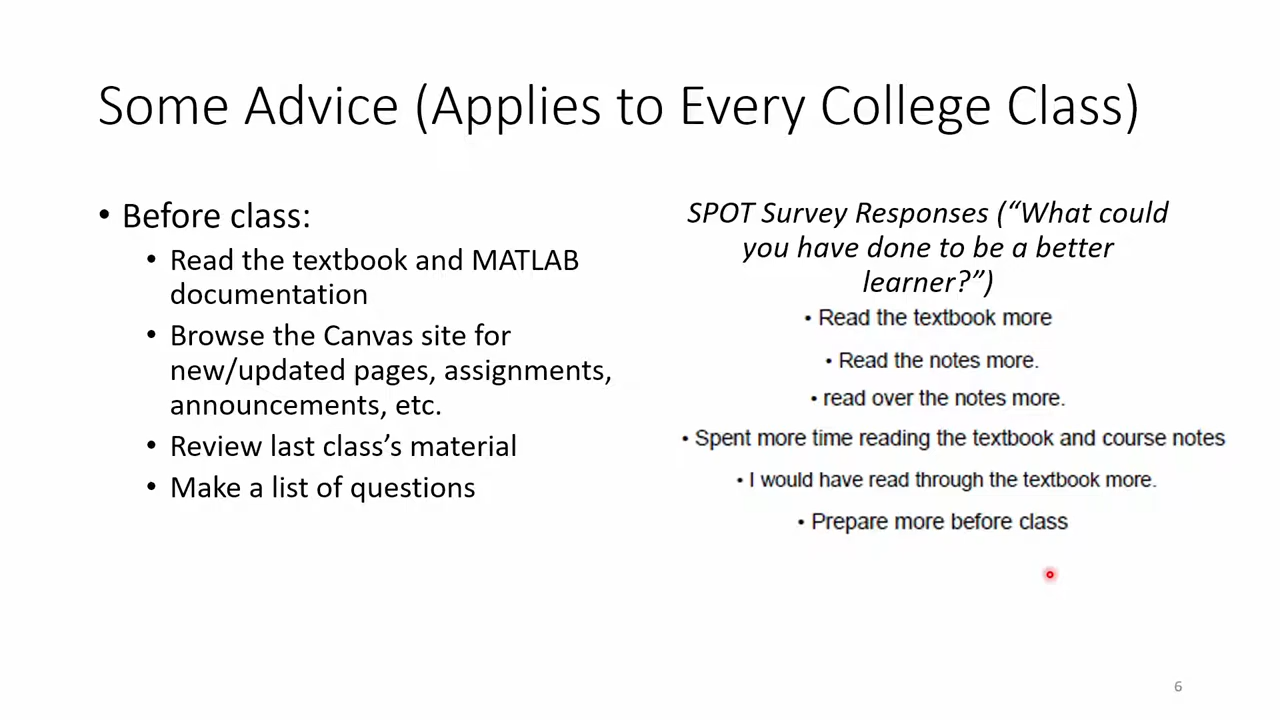 Some Advice (Applies to Every College Class)
• Before class:
• Read the textbook and MATLAB
documentation
• Browse the Canvas site for
new/updated pages, assignments,
announcements, etc.
• Review last class’s material
• Make a list of questions
SPOT Survey Responses (“What could
you have done to be a better
learner?”)
• Read the textbook more
• Read the notes more.
• read over the notes more.
• Spent more time reading the textbook and course notes
• I would have read through the textbook more.
• Prepare more before class
6